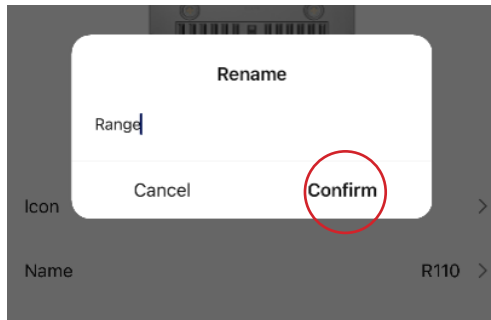 Rename
Range
Cancel Confirm
Icon
Name R110